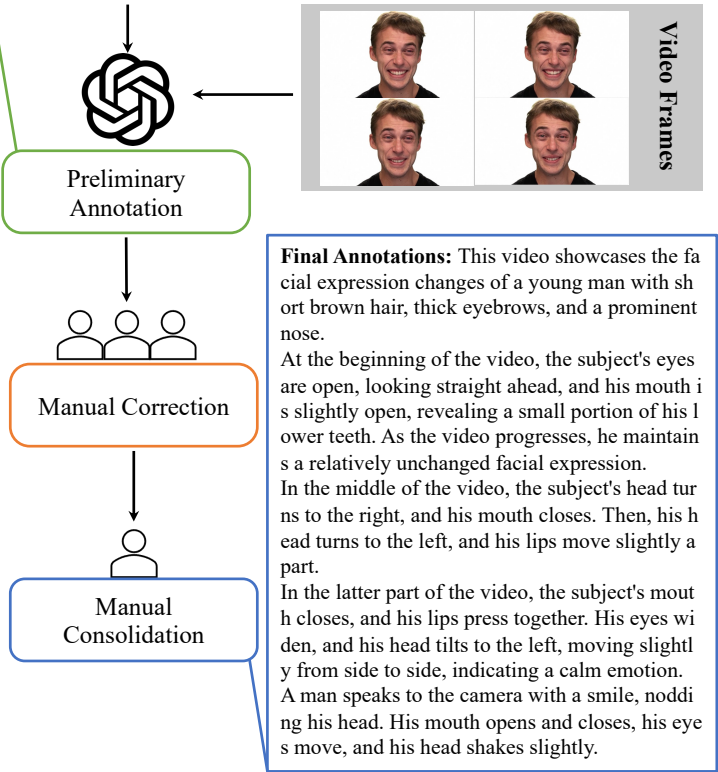 Video Frames
Preliminary
Annotation
Manual Correction
Manual
Consolidation
Final Annotations: This video showcases the fa
cial expression changes of a young man with sh
ort brown hair, thick eyebrows, and a prominent
nose.
At the beginning of the video, the subject's eyes
are open, looking straight ahead, and his mouth i
s slightly open, revealing a small portion of his l
ower teeth. As the video progresses, he maintain
s a relatively unchanged facial expression.
In the middle of the video, the subject's head tur
ns to the right, and his mouth closes. Then, his h
ead turns to the left, and his lips move slightly a
part.
In the latter part of the video, the subject's mout
h closes, and his lips press together. His eyes wi
den, and his head tilts to the left, moving slightl
y from side to side, indicating a calm emotion.
A man speaks to the camera with a smile, noddi
ng his head. His mouth opens and closes, his eye
s move, and his head shakes slightly.